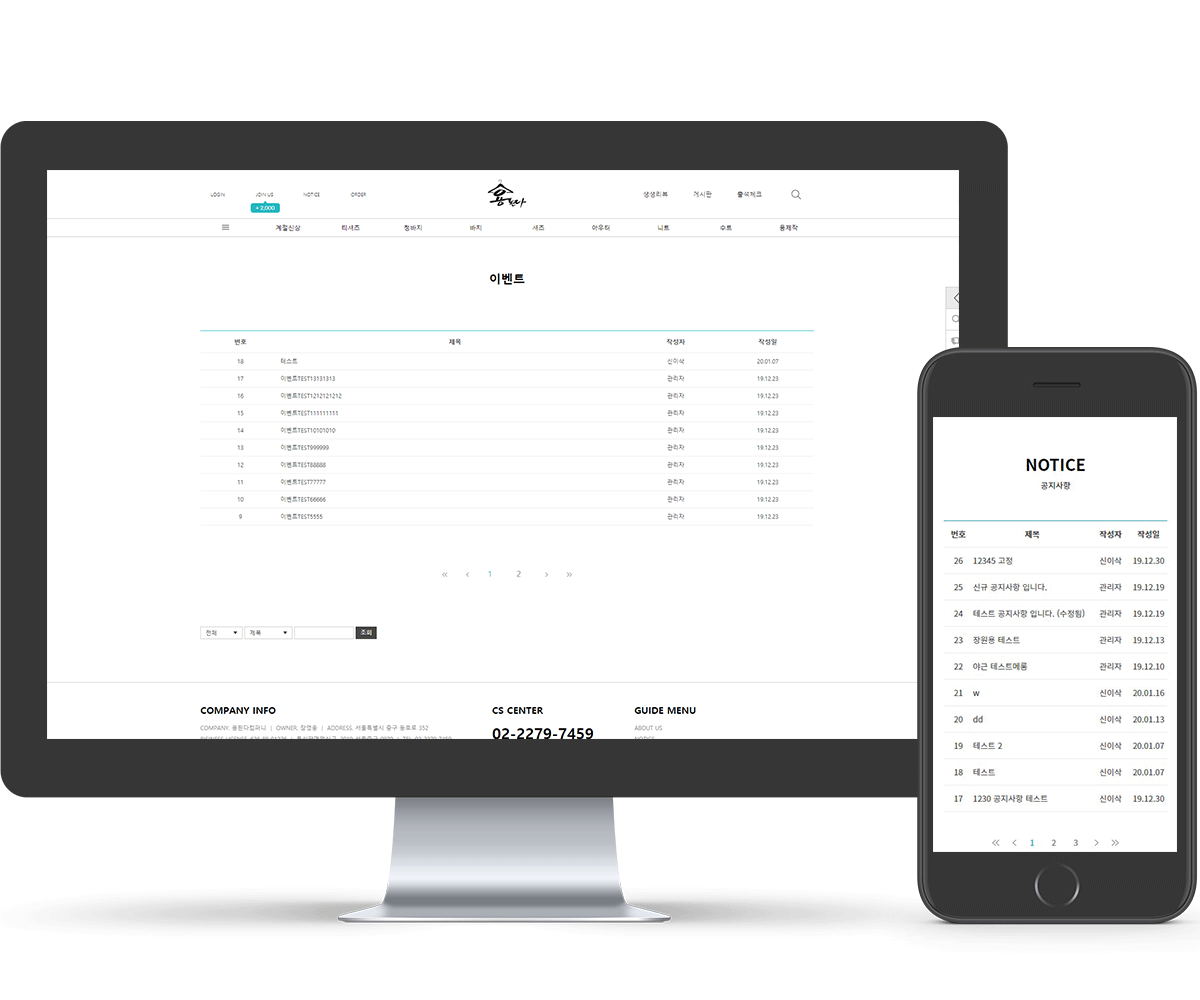 LOGIN JOIN US NOTICE ORDER
+ 2,000
용
생생리뷰 게시판 출석체크
계절신상 티셔츠 청바지 바지 셔츠 아우터 니트 수트 용제작
이벤트
번호 제목 작성자 작성일
18 테스트 신이삭 20.01.07
17 이벤트TEST13131313 관리자 19.12.23
16 이벤트TEST1212121212 관리자 19.12.23
15 이벤트TEST111111111 관리자 19.12.23
14 이벤트TEST10101010 관리자 19.12.23
13 이벤트TEST999999 관리자 19.12.23
12 이벤트TEST88888 관리자 19.12.23
11 이벤트TEST77777 관리자 19.12.23
10 이벤트TEST66666 관리자 19.12.23
9 이벤트TEST5555 관리자 19.12.23
« ‹ 1 2 › »
전체 ▼ 제목 ▼ 조회
COMPANY INFO
COMPANY. 용된다컴퍼니 | OWNER. 장영용 | ADDRESS. 서울특별시 중구 동호로 352
CS CENTER
02-2279-7459
GUIDE MENU
ABOUT US
NOTICE
공지사항
번호 제목 작성자 작성일
26 12345 고정 신이삭 19.12.30
25 신규 공지사항 입니다. 관리자 19.12.19
24 테스트 공지사항 입니다. (수정됨) 관리자 19.12.19
23 장원용 테스트 관리자 19.12.13
22 야근 테스트메롱 관리자 19.12.10
21 w 신이삭 20.01.16
20 dd 신이삭 20.01.13
19 테스트 2 신이삭 20.01.07
18 테스트 신이삭 20.01.07
17 1230 공지사항 테스트 신이삭 19.12.30
« ‹ 1 2 3 › »